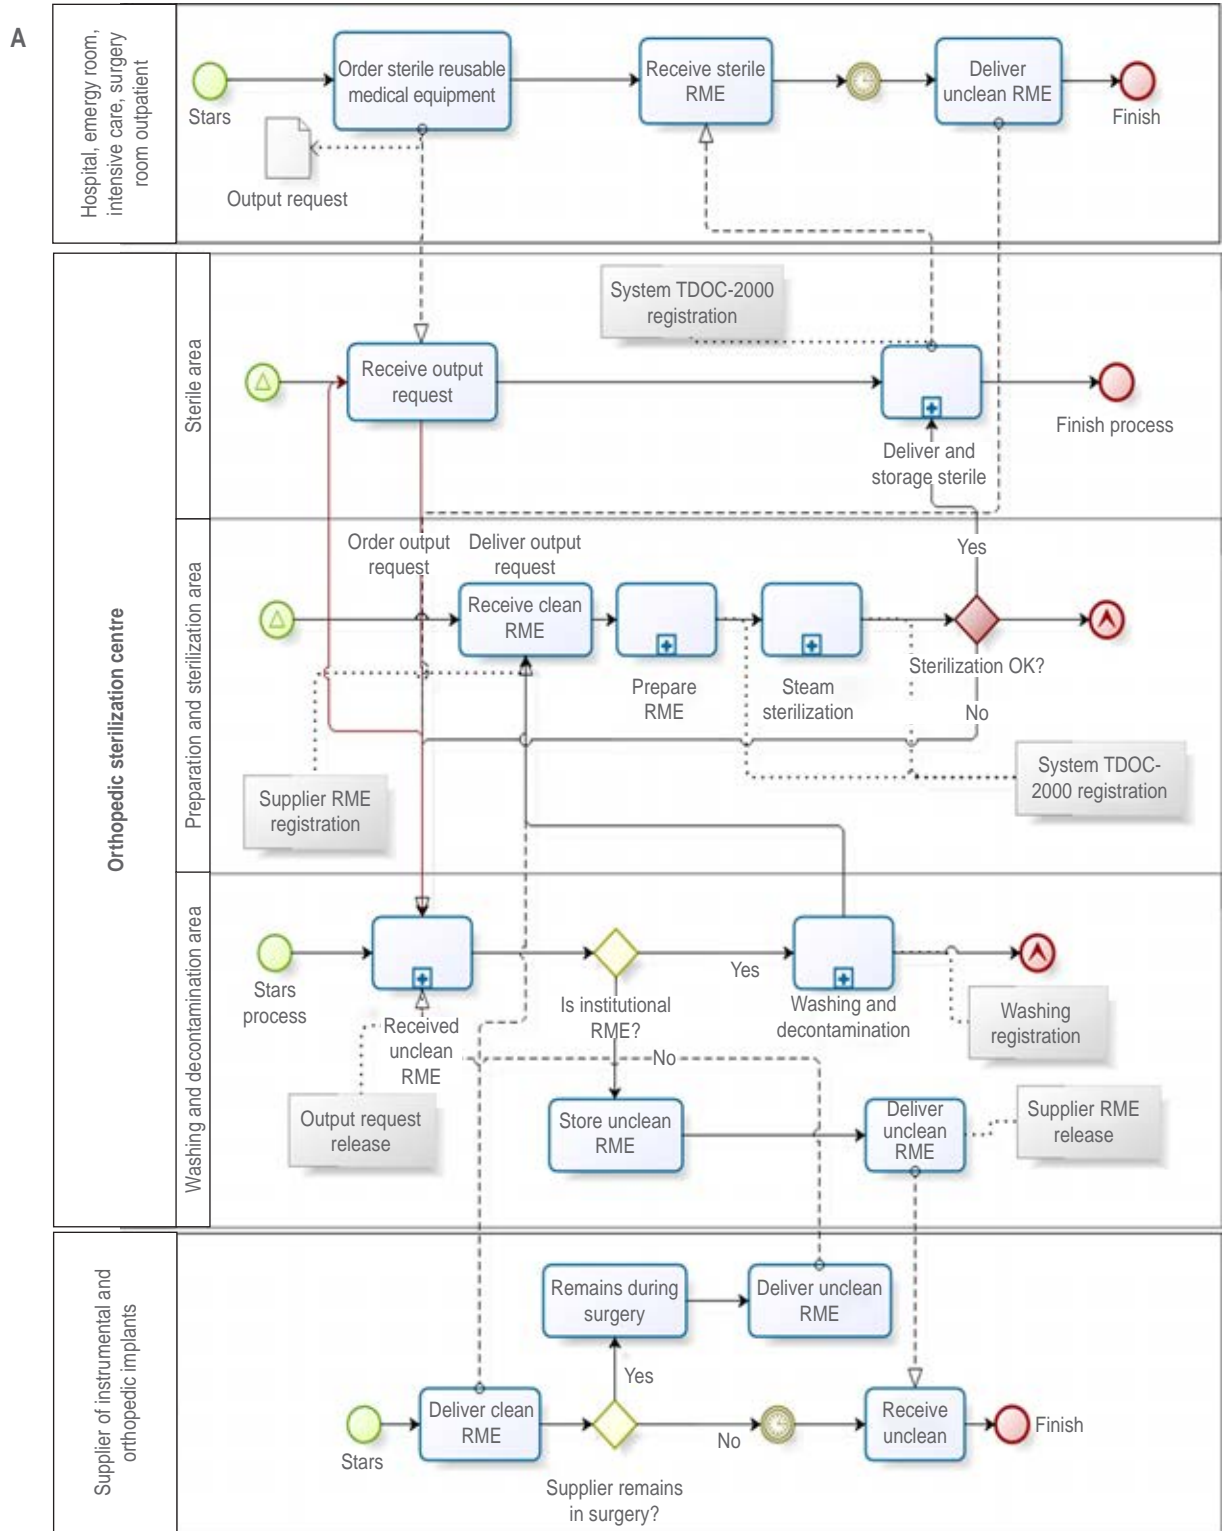 A
Hospital, emergy room,
intensive care, surgery
room outpatient
Stars
Order sterile reusable
medical equipment
Output request
Receive sterile
RME
Deliver
unclean RME
Finish
Orthopedic sterilization centre
Sterile area
System TDOC-2000
registration
Receive output
request
Deliver and
storage sterile
Finish process
Preparation and sterilization area
Order output
request
Deliver output
request
Yes
Receive clean
RME
Prepare
RME
Steam
sterilization
Sterilization OK?
No
Supplier RME
registration
System TDOC-
2000 registration
Washing and decontamination area
Stars
process
Received
unclean
RME
Is institutional
RME?
Yes
Washing and
decontamination
Washing
registration
No
Output request
release
Store unclean
RME
Deliver
unclean
RME
Supplier RME
release
Supplier of instrumental and
orthopedic implants
Remains during
surgery
Deliver unclean
RME
Yes
Stars
Deliver clean
RME
No
Receive
unclean
Finish
Supplier remains
in surgery?